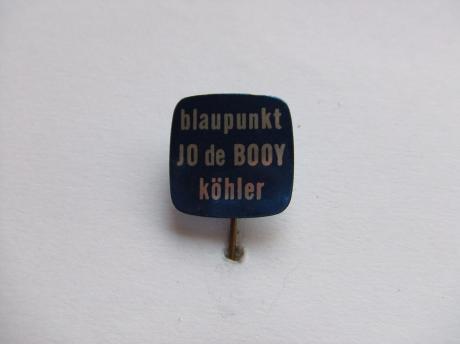 blaupunkt
JO de BOOY
köhler